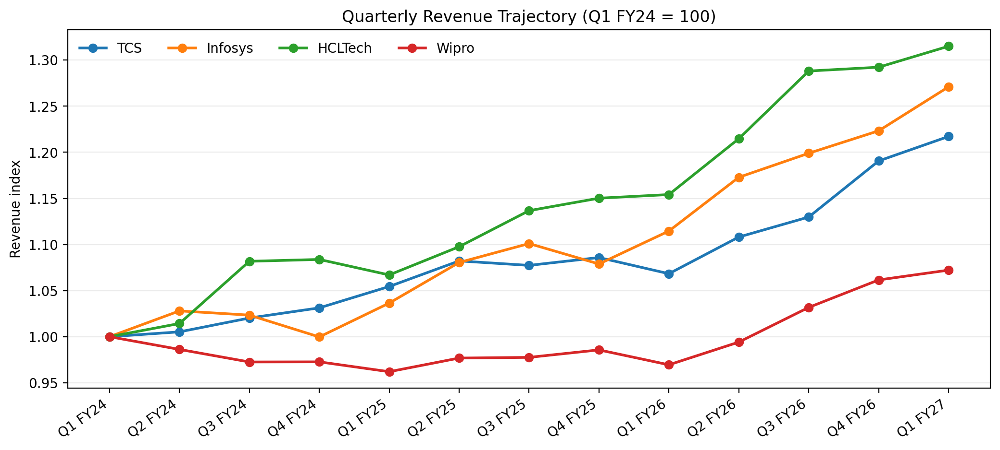 Quarterly Revenue Trajectory (Q1 FY24 = 100)
TCS Infosys HCLTech Wipro
Revenue index
1.30
1.25
1.20
1.15
1.10
1.05
1.00
0.95
Q1 FY24 Q2 FY24 Q3 FY24 Q4 FY24 Q1 FY25 Q2 FY25 Q3 FY25 Q4 FY25 Q1 FY26 Q2 FY26 Q3 FY26 Q4 FY26 Q1 FY27